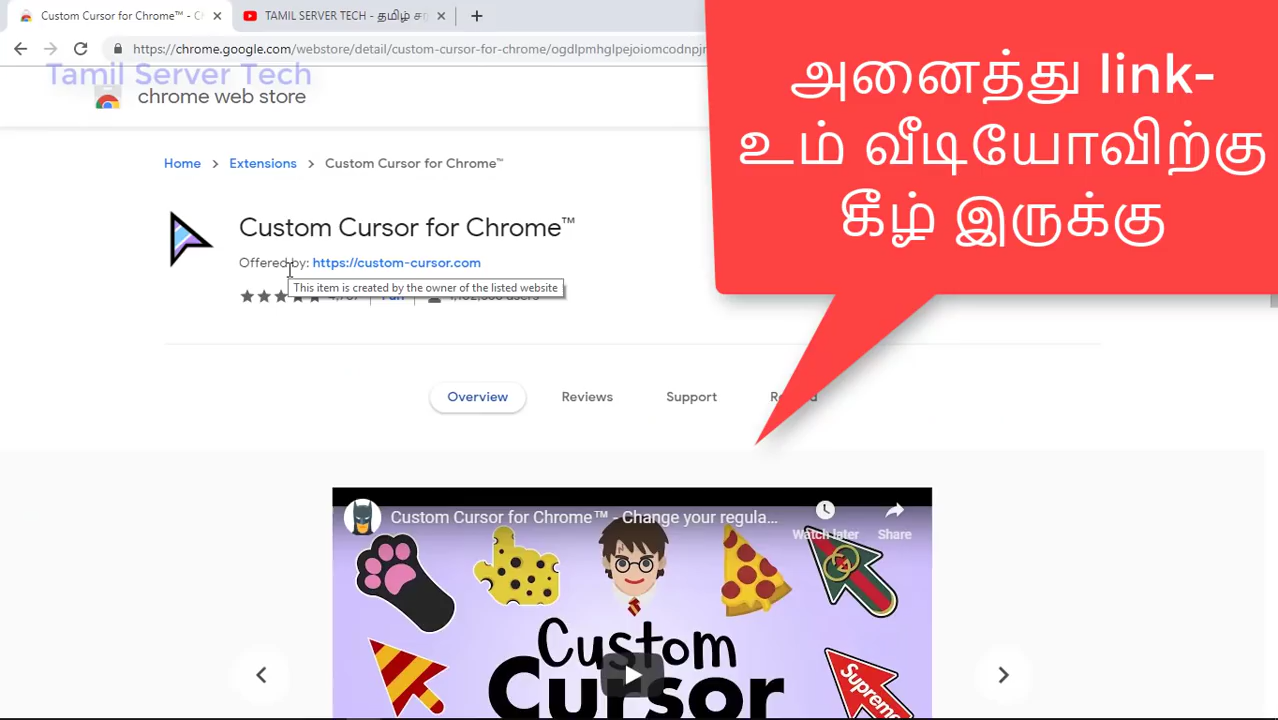 Custom Cursor for Chrome™ - Ch
TAMIL SERVER TECH - தமிழ்
https://chrome.google.com/webstore/detail/custom-cursor-for-chrome/ogdlpmhglpejoiomcodnpjn
Tamil Server Tech
chrome web store
அனைத்து link-
உம் வீடியோவிற்கு
கீழ் இருக்கு
Home > Extensions > Custom Cursor for Chrome™
Custom Cursor for Chrome™
Offered by: https://custom-cursor.com
This item is created by the owner of the listed website
Overview
Reviews
Support
Custom Cursor for Chrome™ - Change your regula...
Watch later
Share
Custom
Cursor
Supreme